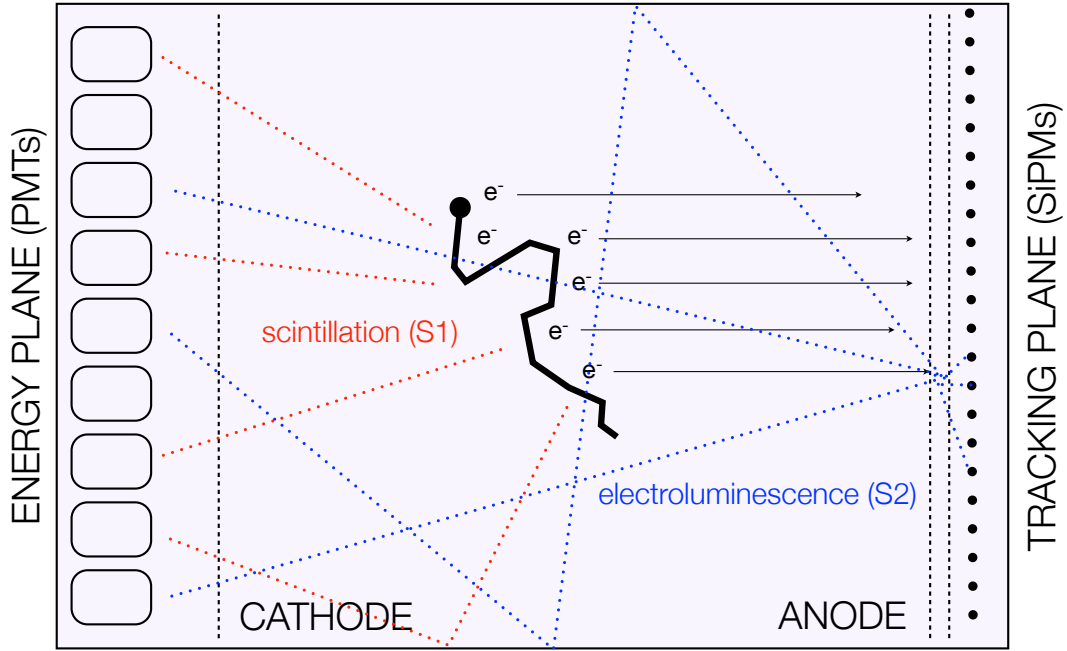 ENERGY PLANE (PMTs)
e-
e-
e-
e-
scintillation (S1)
e-
e-
electroluminescence (S2)
CATHODE
ANODE
TRACKING PLANE (SiPMs)